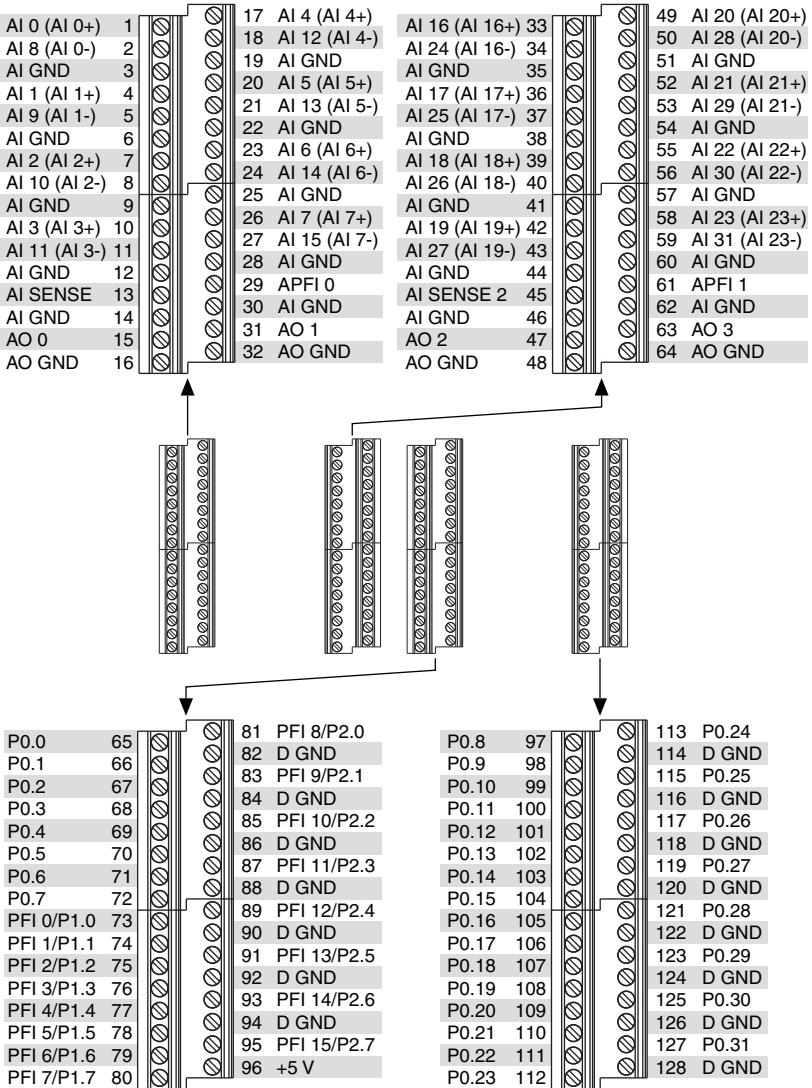 AI 0 (AI 0+) 1
AI 8 (AI 0-) 2
AI GND 3
AI 1 (AI 1+) 4
AI 9 (AI 1-) 5
AI GND 6
AI 2 (AI 2+) 7
AI 10 (AI 2-) 8
AI GND 9
AI 3 (AI 3+) 10
AI 11 (AI 3-) 11
AI GND 12
AI SENSE 13
AI GND 14
AO 0 15
AO GND 16
17 AI 4 (AI 4+)
18 AI 12 (AI 4-)
19 AI GND
20 AI 5 (AI 5+)
21 AI 13 (AI 5-)
22 AI GND
23 AI 6 (AI 6+)
24 AI 14 (AI 6-)
25 AI GND
26 AI 7 (AI 7+)
27 AI 15 (AI 7-)
28 AI GND
29 APFI 0
30 AI GND
31 AO 1
32 AO GND
AI 16 (AI 16+) 33
AI 24 (AI 16-) 34
AI GND 35
AI 17 (AI 17+) 36
AI 25 (AI 17-) 37
AI GND 38
AI 18 (AI 18+) 39
AI 26 (AI 18-) 40
AI GND 41
AI 19 (AI 19+) 42
AI 27 (AI 19-) 43
AI GND 44
AI SENSE 2 45
AI GND 46
AO 2 47
AO GND 48
49 AI 20 (AI 20+)
50 AI 28 (AI 20-)
51 AI GND
52 AI 21 (AI 21+)
53 AI 29 (AI 21-)
54 AI GND
55 AI 22 (AI 22+)
56 AI 30 (AI 22-)
57 AI GND
58 AI 23 (AI 23+)
59 AI 31 (AI 23-)
60 AI GND
61 APFI 1
62 AI GND
63 AO 3
64 AO GND
P0.0 65
P0.1 66
P0.2 67
P0.3 68
P0.4 69
P0.5 70
P0.6 71
P0.7 72
PFI 0/P1.0 73
PFI 1/P1.1 74
PFI 2/P1.2 75
PFI 3/P1.3 76
PFI 4/P1.4 77
PFI 5/P1.5 78
PFI 6/P1.6 79
PFI 7/P1.7 80
81 PFI 8/P2.0
82 D GND
83 PFI 9/P2.1
84 D GND
85 PFI 10/P2.2
86 D GND
87 PFI 11/P2.3
88 D GND
89 PFI 12/P2.4
90 D GND
91 PFI 13/P2.5
92 D GND
93 PFI 14/P2.6
94 D GND
95 PFI 15/P2.7
96 +5 V
P0.8 97
P0.9 98
P0.10 99
P0.11 100
P0.12 101
P0.13 102
P0.14 103
P0.15 104
P0.16 105
P0.17 106
P0.18 107
P0.19 108
P0.20 109
P0.21 110
P0.22 111
P0.23 112
113 P0.24
114 D GND
115 P0.25
116 D GND
117 P0.26
118 D GND
119 P0.27
120 D GND
121 P0.28
122 D GND
123 P0.29
124 D GND
125 P0.30
126 D GND
127 P0.31
128 D GND